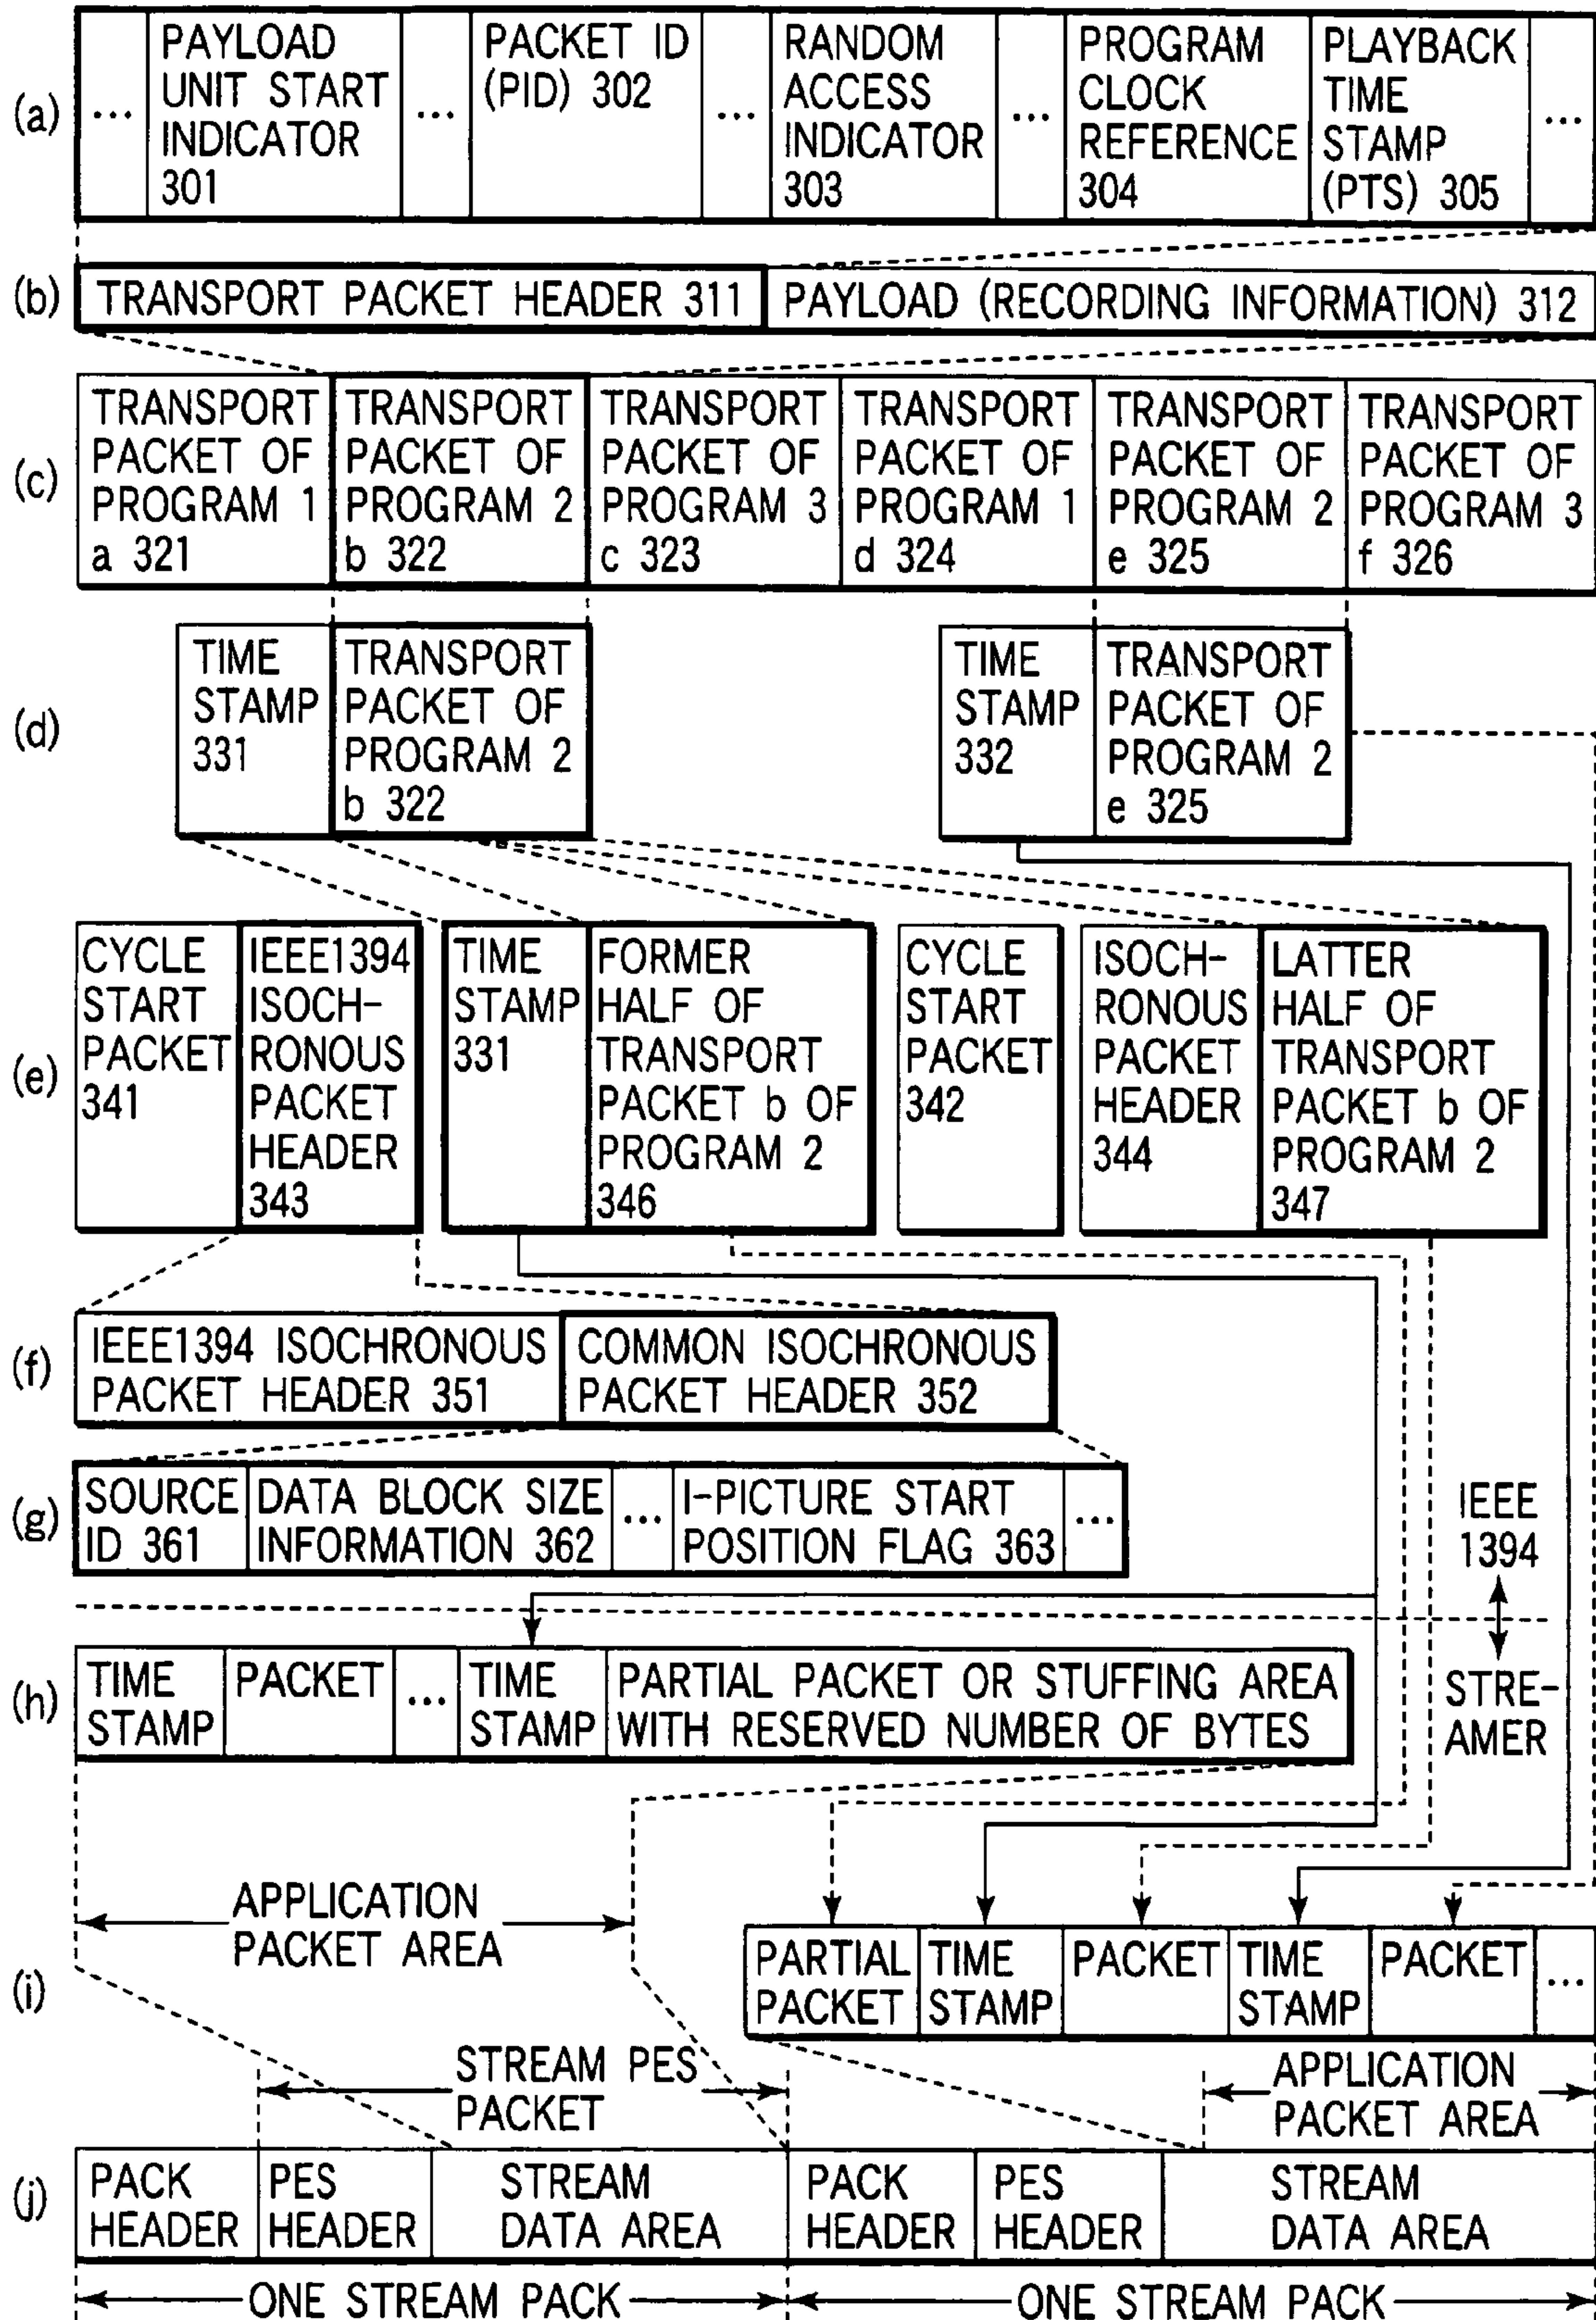 (a)
...
PAYLOAD
UNIT START
INDICATOR
301
...
PACKET ID
(PID) 302
...
RANDOM
ACCESS
INDICATOR
303
...
PROGRAM
CLOCK
REFERENCE
304
PLAYBACK
TIME
STAMP
(PTS) 305
...
(b)
TRANSPORT PACKET HEADER 311
PAYLOAD (RECORDING INFORMATION) 312
(c)
TRANSPORT
PACKET OF
PROGRAM 1
a 321
TRANSPORT
PACKET OF
PROGRAM 2
b 322
TRANSPORT
PACKET OF
PROGRAM 3
c 323
TRANSPORT
PACKET OF
PROGRAM 1
d 324
TRANSPORT
PACKET OF
PROGRAM 2
e 325
TRANSPORT
PACKET OF
PROGRAM 3
f 326
(d)
TIME
STAMP
331
TRANSPORT
PACKET OF
PROGRAM 2
b 322
TIME
STAMP
332
TRANSPORT
PACKET OF
PROGRAM 2
e 325
(e)
CYCLE
START
PACKET
341
IEEE1394
ISOCH-
RONOUS
PACKET
HEADER
343
TIME
STAMP
331
FORMER
HALF OF
TRANSPORT
PACKET b OF
PROGRAM 2
346
CYCLE
START
PACKET
342
ISOCH-
RONOUS
PACKET
HEADER
344
LATTER
HALF OF
TRANSPORT
PACKET b OF
PROGRAM 2
347
(f)
IEEE1394 ISOCHRONOUS
PACKET HEADER 351
COMMON ISOCHRONOUS
PACKET HEADER 352
(g)
SOURCE
ID 361
DATA BLOCK SIZE
INFORMATION 362
...
I-PICTURE START
POSITION FLAG 363
...
IEEE
1394
STRE-
AMER
(h)
TIME
STAMP
PACKET
...
TIME
STAMP
PARTIAL PACKET OR STUFFING AREA
WITH RESERVED NUMBER OF BYTES
APPLICATION
PACKET AREA
(i)
PARTIAL
PACKET
TIME
STAMP
PACKET
TIME
STAMP
PACKET
...
STREAM PES
PACKET
APPLICATION
PACKET AREA
(j)
PACK
HEADER
PES
HEADER
STREAM
DATA AREA
PACK
HEADER
PES
HEADER
STREAM
DATA AREA
ONE STREAM PACK
ONE STREAM PACK